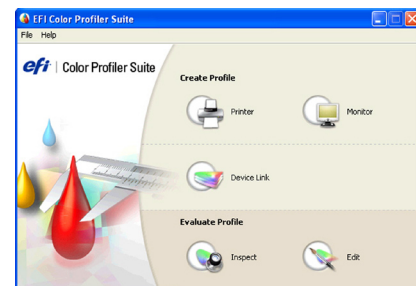 EFI Color Profiler Suite
File Help
efi Color Profiler Suite
Create Profile
Printer Monitor
Device Link
Evaluate Profile
Inspect Edit